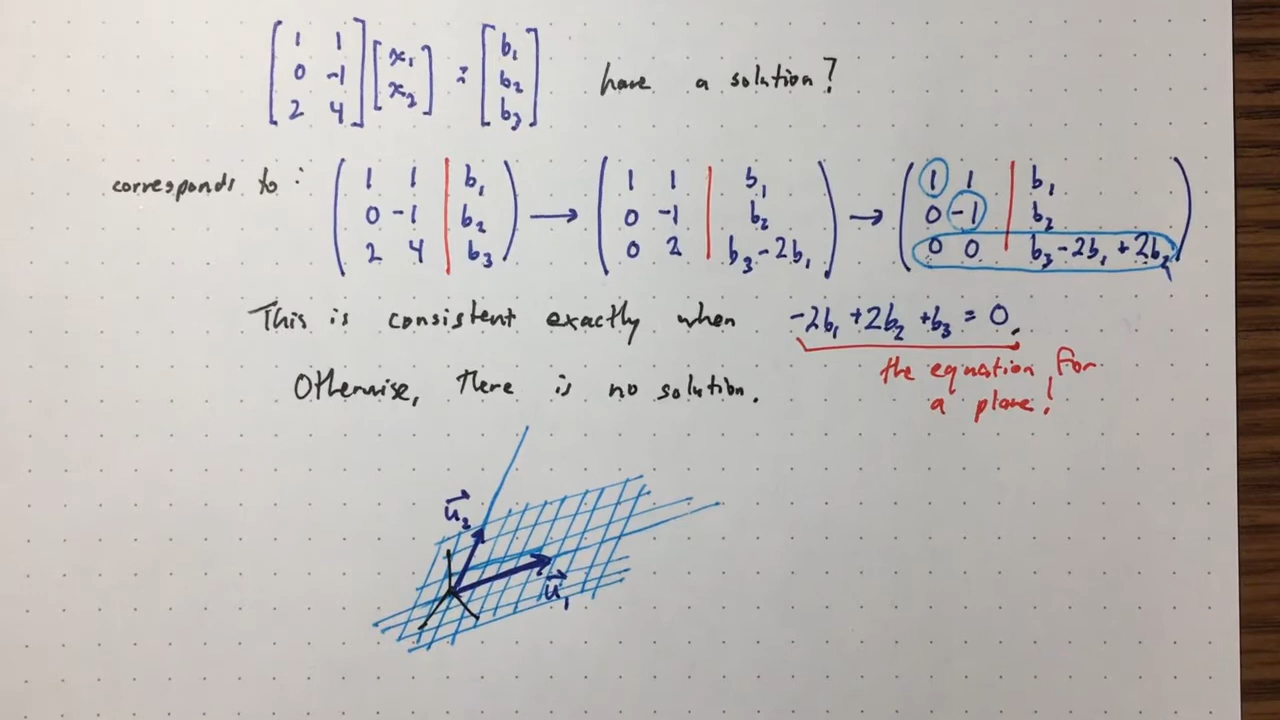 [1 1; 0 -1; 2 4] [x₁; x₂] = [b₁; b₂; b₃] have a solution?
corresponds to: (1 1 | b₁; 0 -1 | b₂; 2 4 | b₃) → (1 1 | b₁; 0 -1 | b₂; 0 2 | b₃-2b₁) → (1 1 | b₁; 0 -1 | b₂; 0 0 | b₃-2b₁+2b₂)
This is consistent exactly when -2b₁+2b₂+b₃=0.
the equation for
a plane!
Otherwise, there is no solution.
u⃗₂
u⃗₁